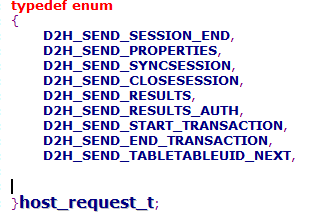 typedef enum
{
D2H_SEND_SESSION_END,
D2H_SEND_PROPERTIES,
D2H_SEND_SYNCSESSION,
D2H_SEND_CLOSESESSION,
D2H_SEND_RESULTS,
D2H_SEND_RESULTS_AUTH,
D2H_SEND_START_TRANSACTION,
D2H_SEND_END_TRANSACTION,
D2H_SEND_TABLETABLEUID_NEXT,
}host_request_t;